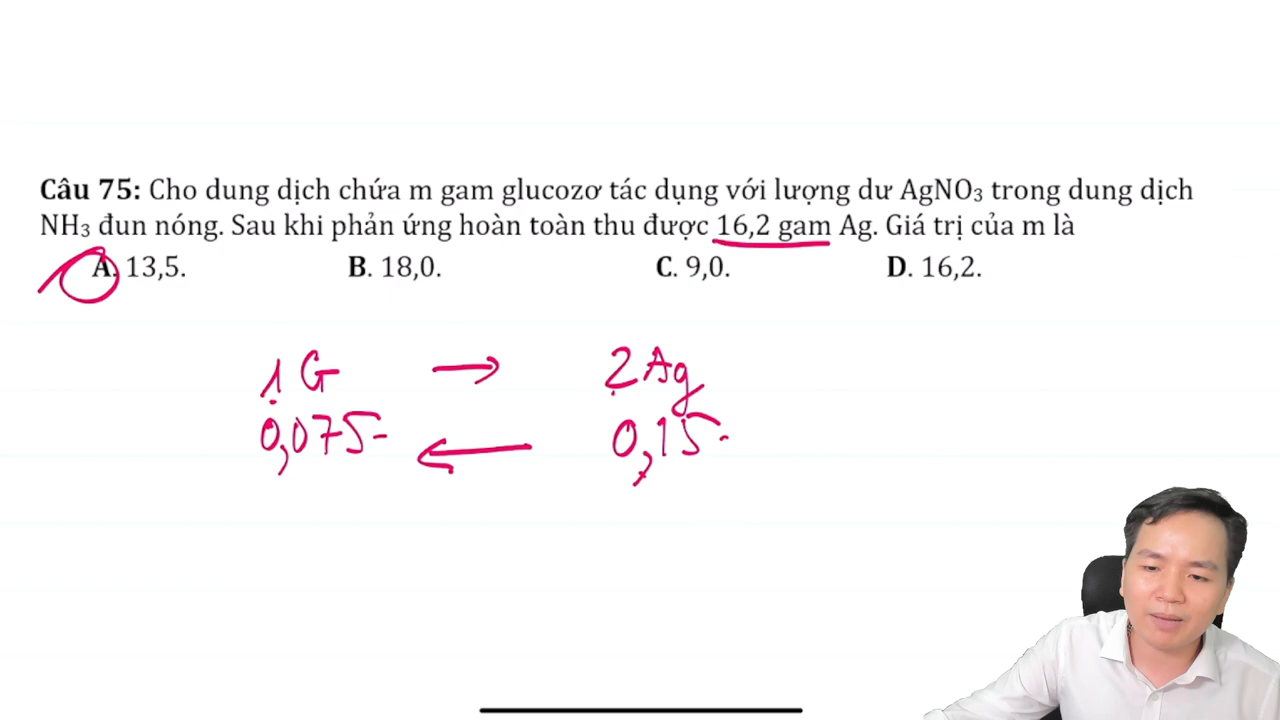 Câu 75: Cho dung dịch chứa m gam glucozơ tác dụng với lượng dư AgNO₃ trong dung dịch
NH₃ đun nóng. Sau khi phản ứng hoàn toàn thu được 16,2 gam Ag. Giá trị của m là
A. 13,5. B. 18,0. C. 9,0. D. 16,2.
1G → 2Ag
0,075 ← 0,15